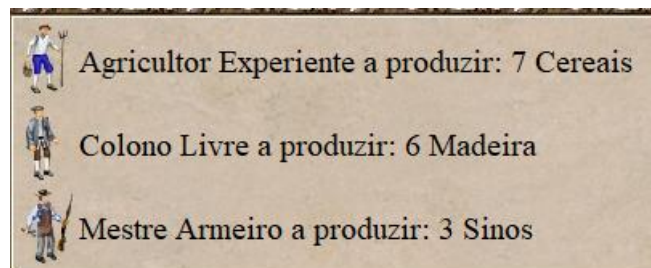 Agricultor Experiente a produzir: 7 Cereais
Colono Livre a produzir: 6 Madeira
Mestre Armeiro a produzir: 3 Sinos